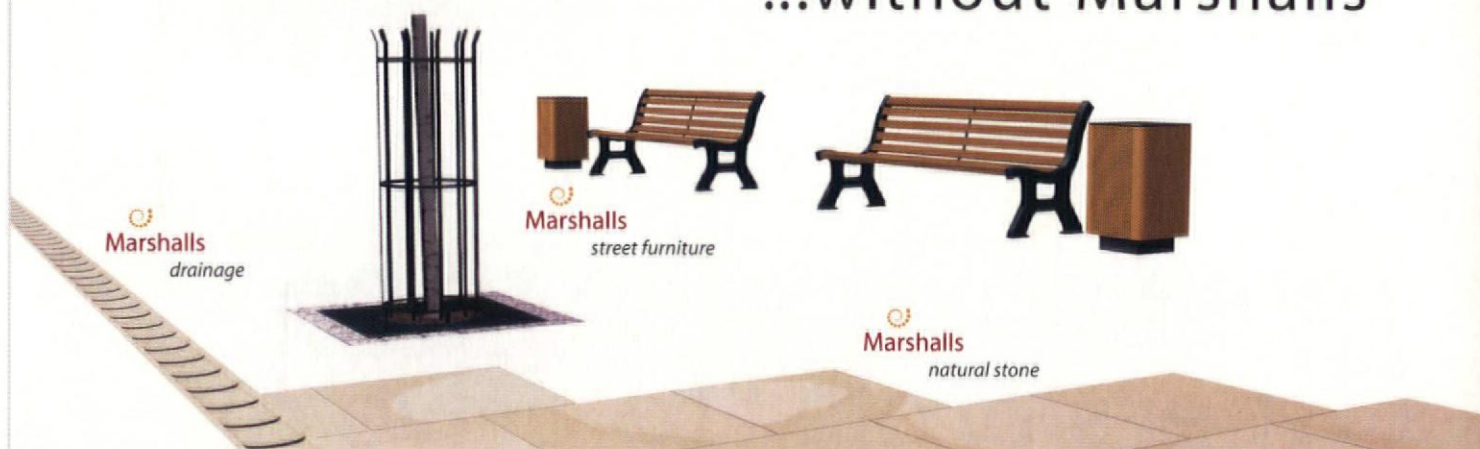 ...without Marshalls
Marshalls
drainage
Marshalls
street furniture
Marshalls
natural stone